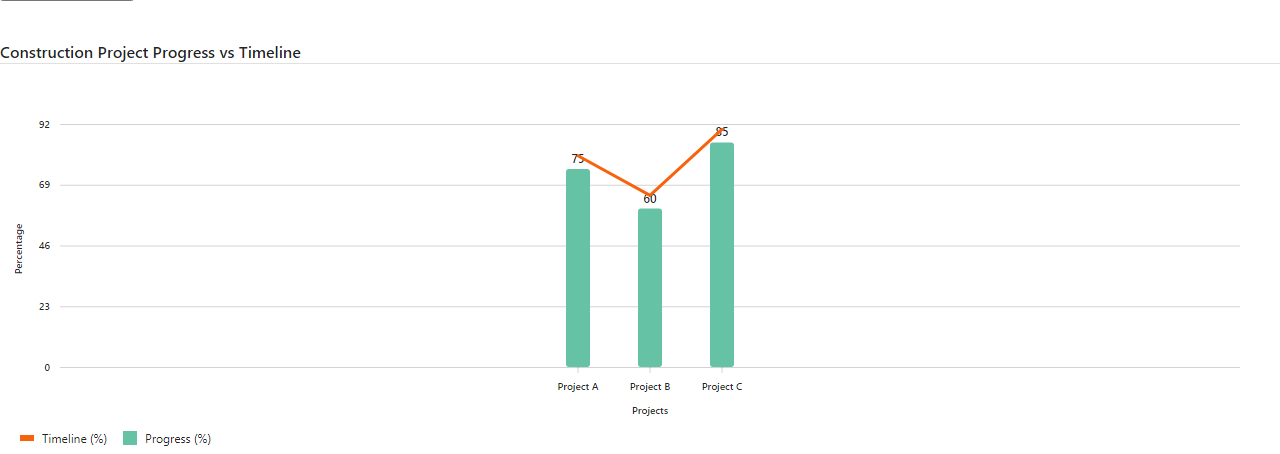 Construction Project Progress vs Timeline
92
69
46
23
0
Percentage
75
60
85
Project A
Project B
Project C
Projects
Timeline (%)
Progress (%)